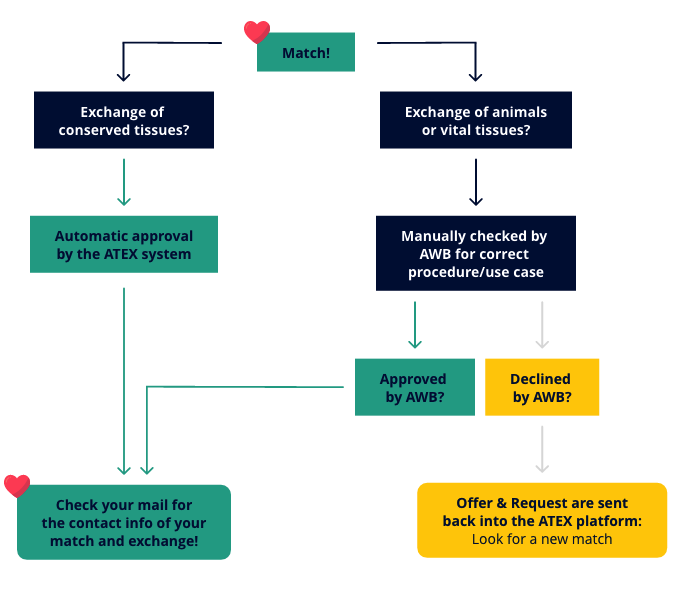 Match!
Exchange of
conserved tissues?
Exchange of animals
or vital tissues?
Automatic approval
by the ATEX system
Manually checked by
AWB for correct
procedure/use case
Approved
by AWB?
Declined
by AWB?
Check your mail for
the contact info of your
match and exchange!
Offer & Request are sent
back into the ATEX platform:
Look for a new match